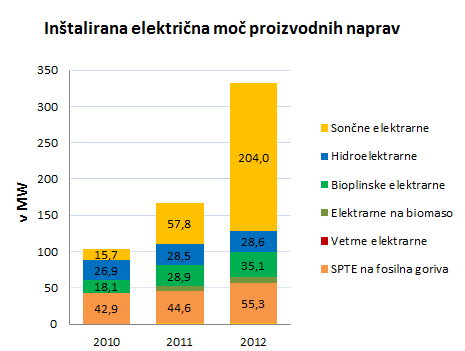 Inštalirana električna moč proizvodnih naprav
350
300
250
200
150
100
50
0
v MW
15,7
26,9
18,1
42,9
57,8
28,5
28,9
44,6
204,0
28,6
35,1
55,3
2010
2011
2012
Sončne elektrarne
Hidroelektrarne
Bioplinske elektrarne
Elektrarne na biomaso
Vetrne elektrarne
SPTE na fosilna goriva